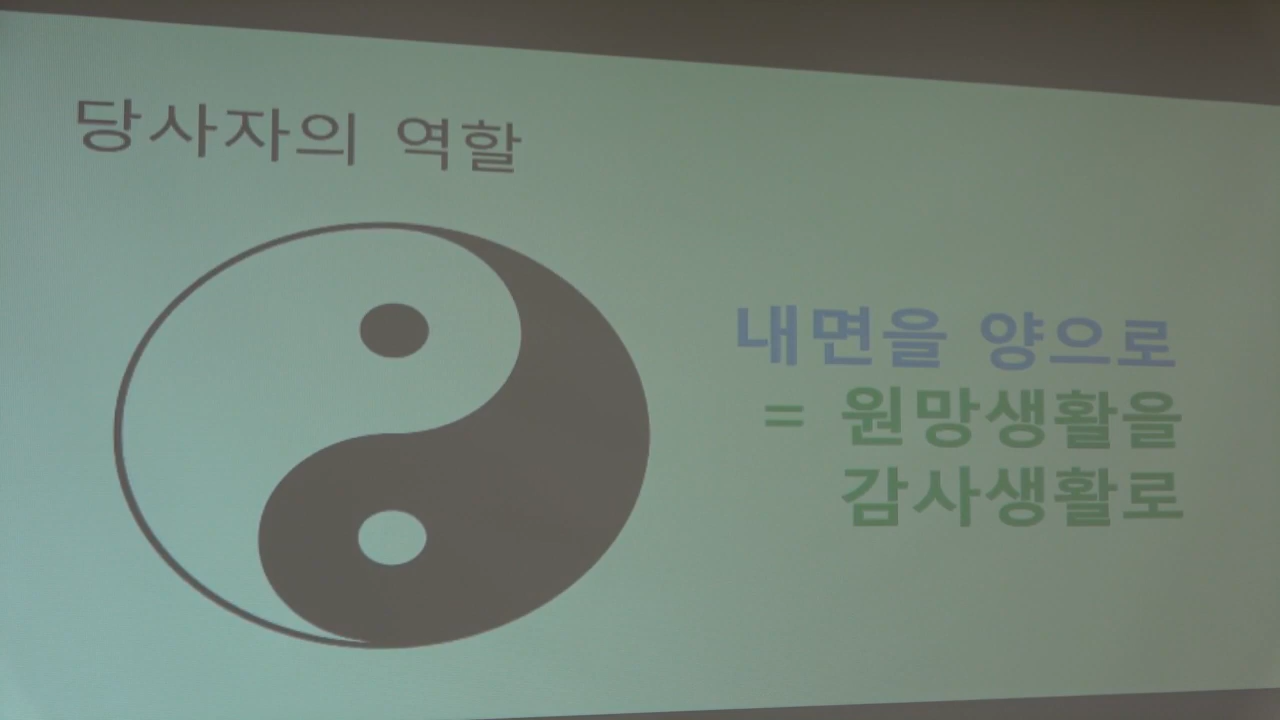 당사자의 역할
내면을 양으로
= 원망생활을
감사생활로